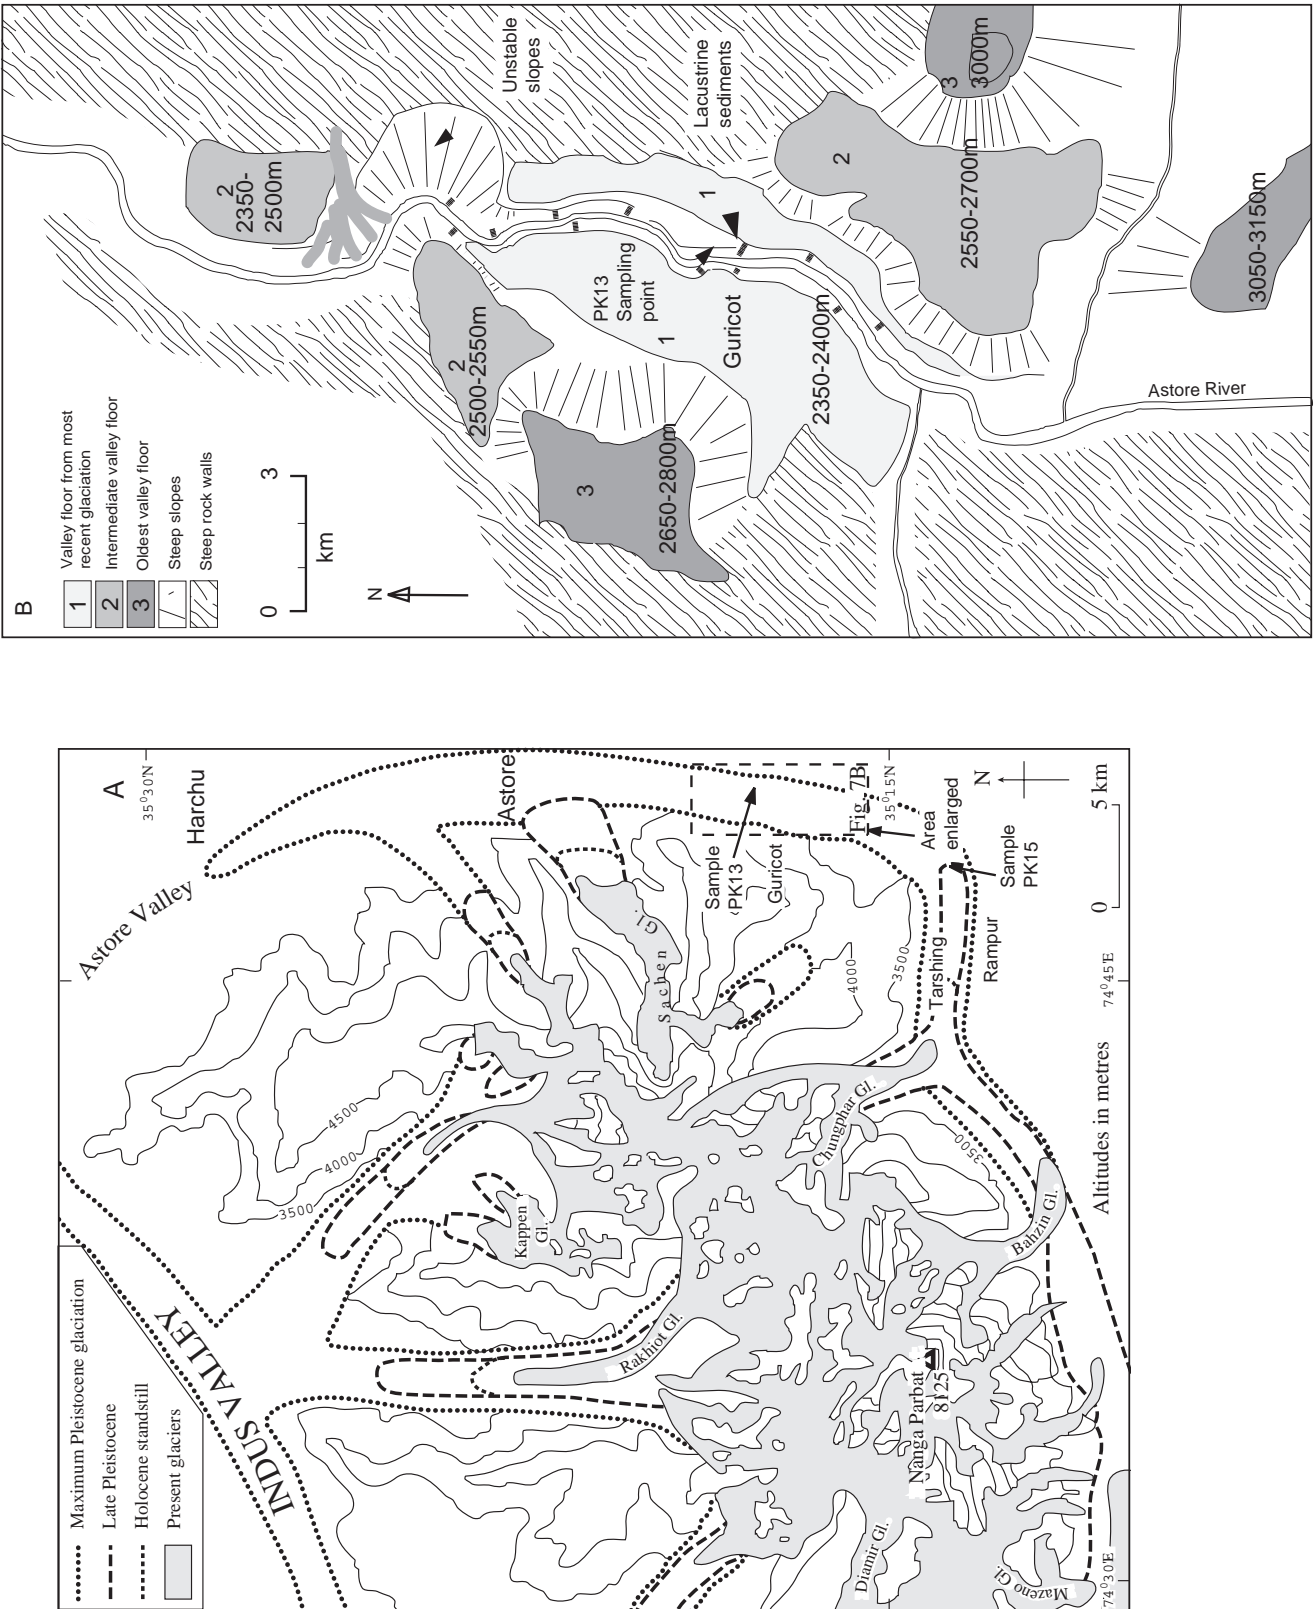 B
1
Valley floor from most
recent glaciation
2
Intermediate valley floor
3
Oldest valley floor
Steep slopes
Steep rock walls
0
3
km
N
2
2350-
2500m
Unstable
slopes
2
2500-2550m
3
2650-2800m
PK13
Sampling
point
1
Guricot
2350-2400m
1
Lacustrine
sediments
2
2550-2700m
3
3000m
3050-3150m
Astore River
A
Maximum Pleistocene glaciation
Late Pleistocene
Holocene standstill
Present glaciers
INDUS VALLEY
Astore Valley
Harchu
35°30'N
Astore
3500
4000
4500
Kappen
Gl.
Rakhiot Gl.
Sachen Gl.
Sample
PK13
Guricot
Fig. 7B
35°15'N
Area
enlarged
N
Sample
PK15
Tarshing
Rampur
4000
3500
Chungphar Gl.
3500
Bahzin Gl.
Nanga Parbat
8125
Diamir Gl.
Mazeno Gl.
0
5 km
74°45'E
Altitudes in metres
74°30'E